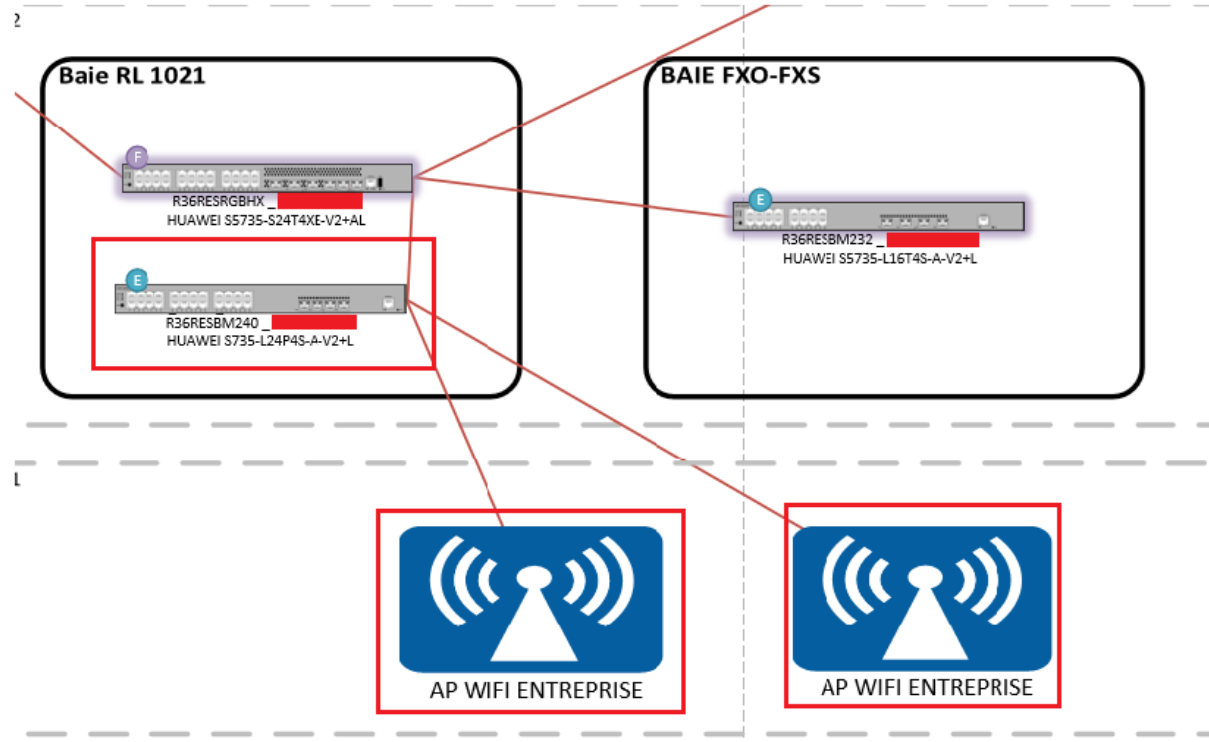 2
Baie RL 1021
F
R36RESRGBHX _
HUAWEI S5735-S24T4XE-V2+AL
E
R36RESBM240 _
HUAWEI S735-L24P4S-A-V2+L
BAIE FXO-FXS
E
R36RESBM232 _
HUAWEI S5735-L16T4S-A-V2+L
1
AP WIFI ENTREPRISE
AP WIFI ENTREPRISE